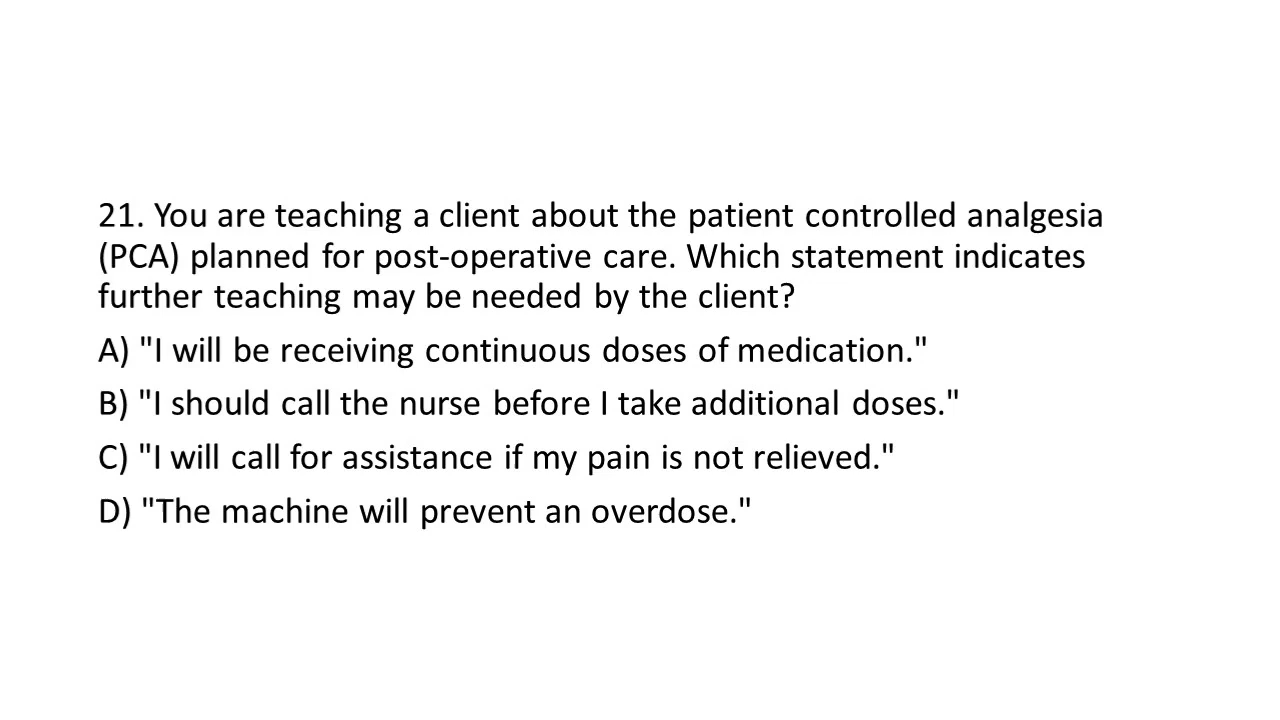 21. You are teaching a client about the patient controlled analgesia
(PCA) planned for post-operative care. Which statement indicates
further teaching may be needed by the client?
A) "I will be receiving continuous doses of medication."
B) "I should call the nurse before I take additional doses."
C) "I will call for assistance if my pain is not relieved."
D) "The machine will prevent an overdose."